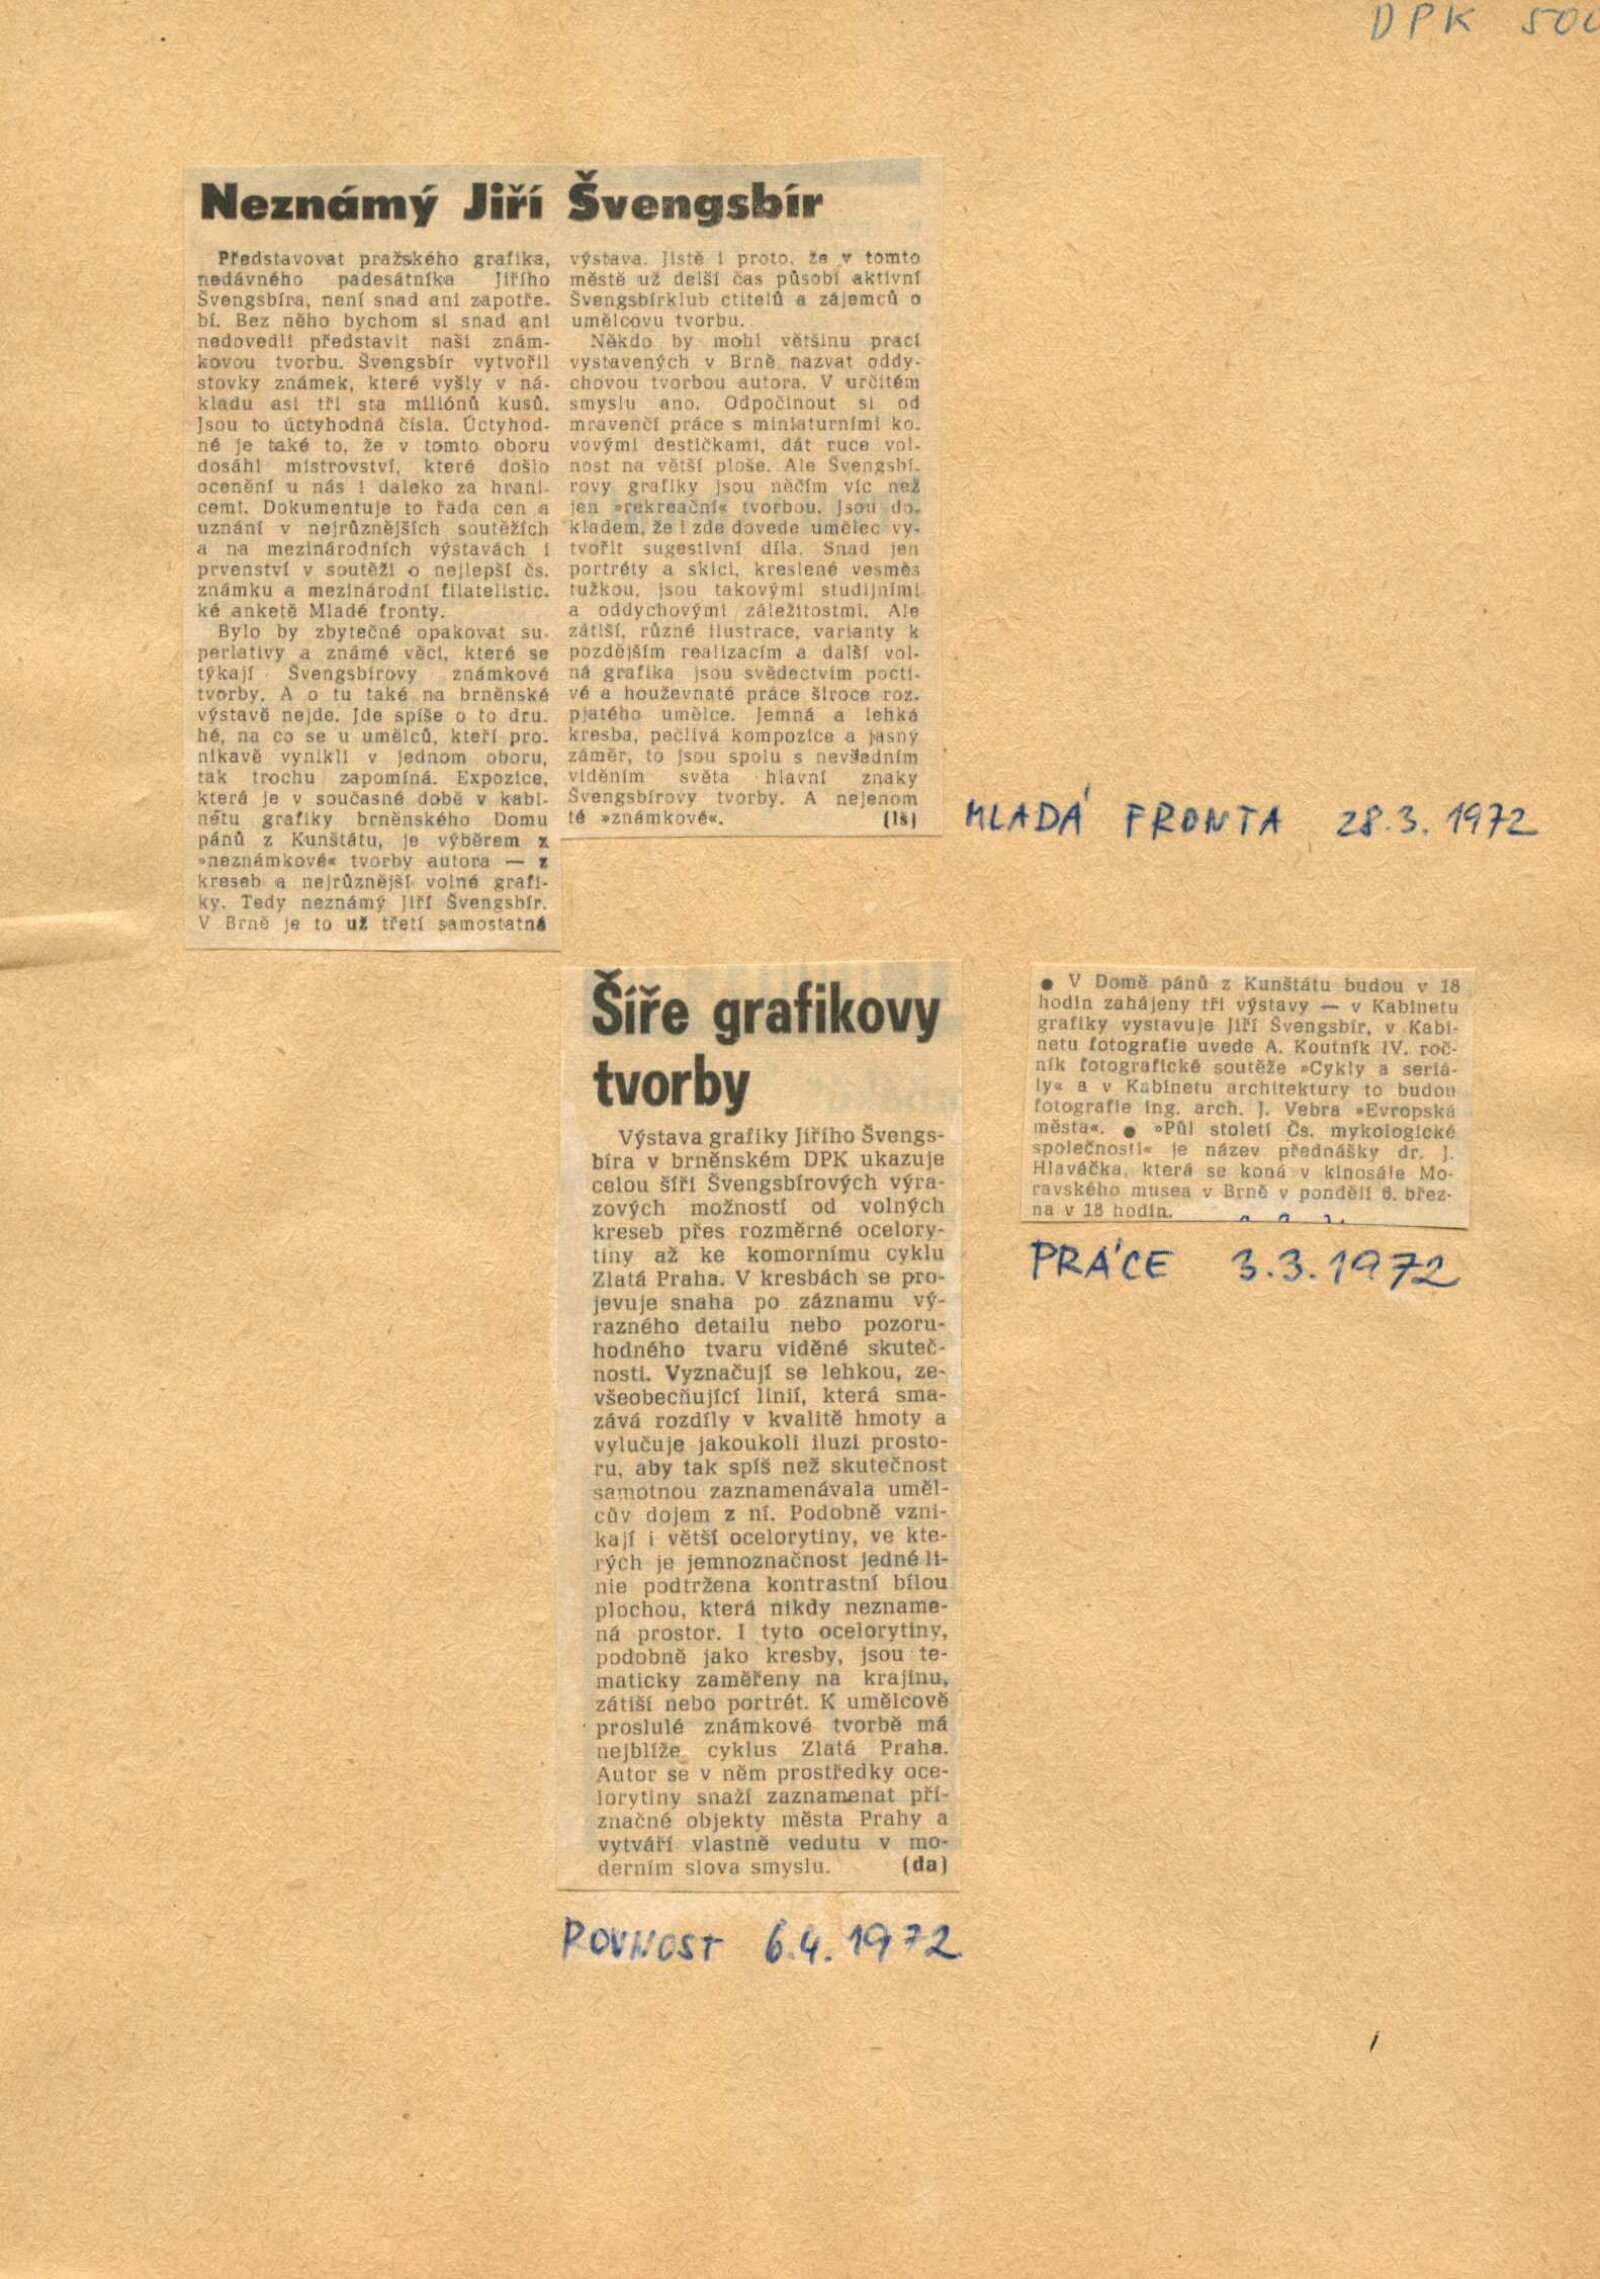 DPK 500
Neznámý Jiří Švengsbír
Představovat pražského grafika,
nedávného padesátníka Jiřího
Švengsbíra, není snad ani zapotře-
bí. Bez něho bychom si snad ani
nedovedli představit naši znám-
kovou tvorbu. Švengsbír vytvořil
stovky známek, které vyšly v ná-
kladu asi tři sta miliónů kusů.
Jsou to úctyhodná čísla. Úctyhod-
né je také to, že v tomto oboru
dosáhl mistrovství, které došlo
ocenění u nás i daleko za hrani-
cemi. Dokumentuje to řada cen a
uznání v nejrůznějších soutěžích
a na mezinárodních výstavách i
prvenství v soutěži o nejlepší čs.
známku a mezinárodní filatelistic-
ké anketě Mladé fronty.
Bylo by zbytečné opakovat su-
perlativy a známé věci, které se
týkají Švengsbírovy známkové
tvorby. A o tu také na brněnské
výstavě nejde. Jde spíše o to dru-
hé, na co se u umělců, kteří pro-
nikavě vynikli v jednom oboru,
tak trochu zapomíná. Expozice,
která je v současné době v kabi-
nětu grafiky brněnského Domu
pánů z Kunštátu, je výběrem z
»neznámkové« tvorby autora — z
kreseb a nejrůznější volné grafi-
ky. Tedy neznámý Jiří Švengsbír.
V Brně je to už třetí samostatná
výstava. Jistě i proto, že v tomto
městě už delší čas působí aktivní
Švengsbírklub ctitelů a zájemců o
umělcovu tvorbu.
Někdo by mohl většinu prací
vystavených v Brně nazvat oddy-
chovou tvorbou autora. V určitém
smyslu ano. Odpočinout si od
mravenčí práce s miniaturními ko-
vovými destičkami, dát ruce vol-
nost na větší ploše. Ale Švengsbí-
rovy grafiky jsou něčím víc než
jen »rekreační« tvorbou. Jsou do-
kladem, že i zde dovede umělec vy-
tvořit sugestivní díla. Snad jen
portréty a skici, kreslené vesměs
tužkou, jsou takovými studijními
a oddychovými záležitostmi. Ale
zátiší, různé ilustrace, varianty k
pozdějším realizacím a další vol-
ná grafika jsou svědectvím pocti-
vé a houževnaté práce široce roz-
pjatého umělce. Jemná a lehká
kresba, pečlivá kompozice a jasný
záměr, to jsou spolu s nevšedním
viděním světa hlavní znaky
Švengsbírovy tvorby. A nejenom
té »známkové«. (lš)
MLADÁ FRONTA 28.3.1972
Šíře grafikovy
tvorby
Výstava grafiky Jiřího Švengs-
bíra v brněnském DPK ukazuje
celou šíři Švengsbírových výra-
zových možností od volných
kreseb přes rozměrné ocelory-
tiny až ke komornímu cyklu
Zlatá Praha. V kresbách se pro-
jevuje snaha po záznamu vý-
razného detailu nebo pozoru-
hodného tvaru viděné skuteč-
nosti. Vyznačují se lehkou, ze-
všeobecňující linií, která sma-
zává rozdíly v kvalitě hmoty a
vylučuje jakoukoli iluzi prosto-
ru, aby tak spíš než skutečnost
samotnou zaznamenávala uměl-
cův dojem z ní. Podobně vzni-
kají i větší ocelorytiny, ve kte-
rých je jemnoznačnost jedné li-
nie podtržena kontrastní bílou
plochou, která nikdy nezname-
ná prostor. I tyto ocelorytiny,
podobně jako kresby, jsou te-
maticky zaměřeny na krajinu,
zátiší nebo portrét. K umělcově
proslulé známkové tvorbě má
nejblíže cyklus Zlatá Praha.
Autor se v něm prostředky oce-
lorytiny snaží zaznamenat pří-
značné objekty města Prahy a
vytváří vlastně vedutu v mo-
derním slova smyslu. (da)
ROVNOST 6.4.1972
● V Domě pánů z Kunštátu budou v 18
hodin zahájeny tři výstavy — v Kabinetu
grafiky vystavuje Jiří Švengsbír, v Kabi-
netu fotografie uvede A. Koutník IV. roč-
ník fotografické soutěže »Cykly a seriá-
ly« a v Kabinetu architektury to budou
fotografie ing. arch. J. Vebra »Evropská
města«. ● »Půl století Čs. mykologické
společnosti« je název přednášky dr. J.
Hlaváčka, která se koná v kinosále Mo-
ravského musea v Brně v pondělí 6. břez-
na v 18 hodin.
PRÁCE 3.3.1972